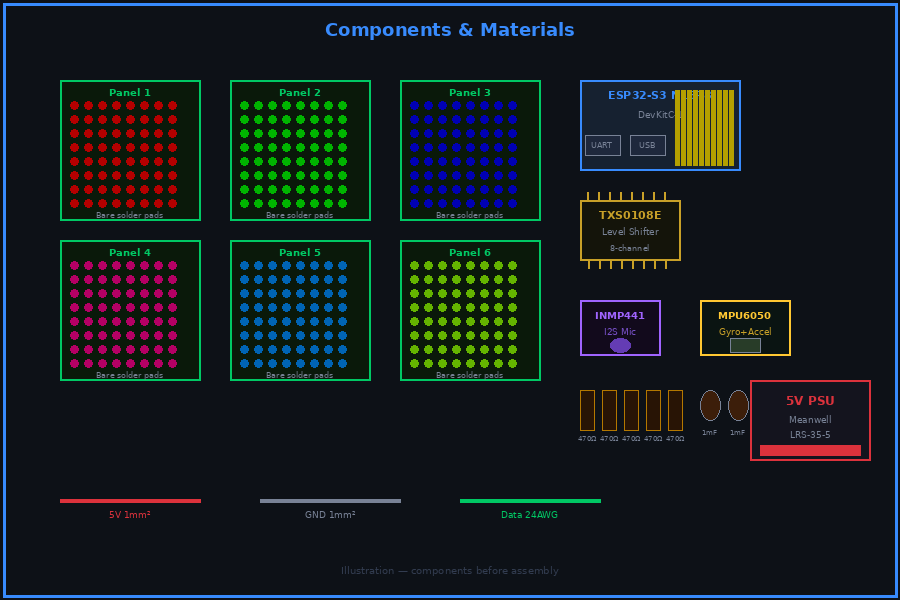 Components & Materials
Panel 1
Bare solder pads
Panel 2
Bare solder pads
Panel 3
Bare solder pads
ESP32-S3
DevKitC
UART
USB
TXS0108E
Level Shifter
8-channel
Panel 4
Bare solder pads
Panel 5
Bare solder pads
Panel 6
Bare solder pads
INMP441
I2S Mic
MPU6050
Gyro+Accel
470Ω 470Ω 470Ω 470Ω 470Ω
1mF 1mF
5V PSU
Meanwell
LRS-35-5
5V 1mm²
GND 1mm²
Data 24AWG
Illustration — components before assembly